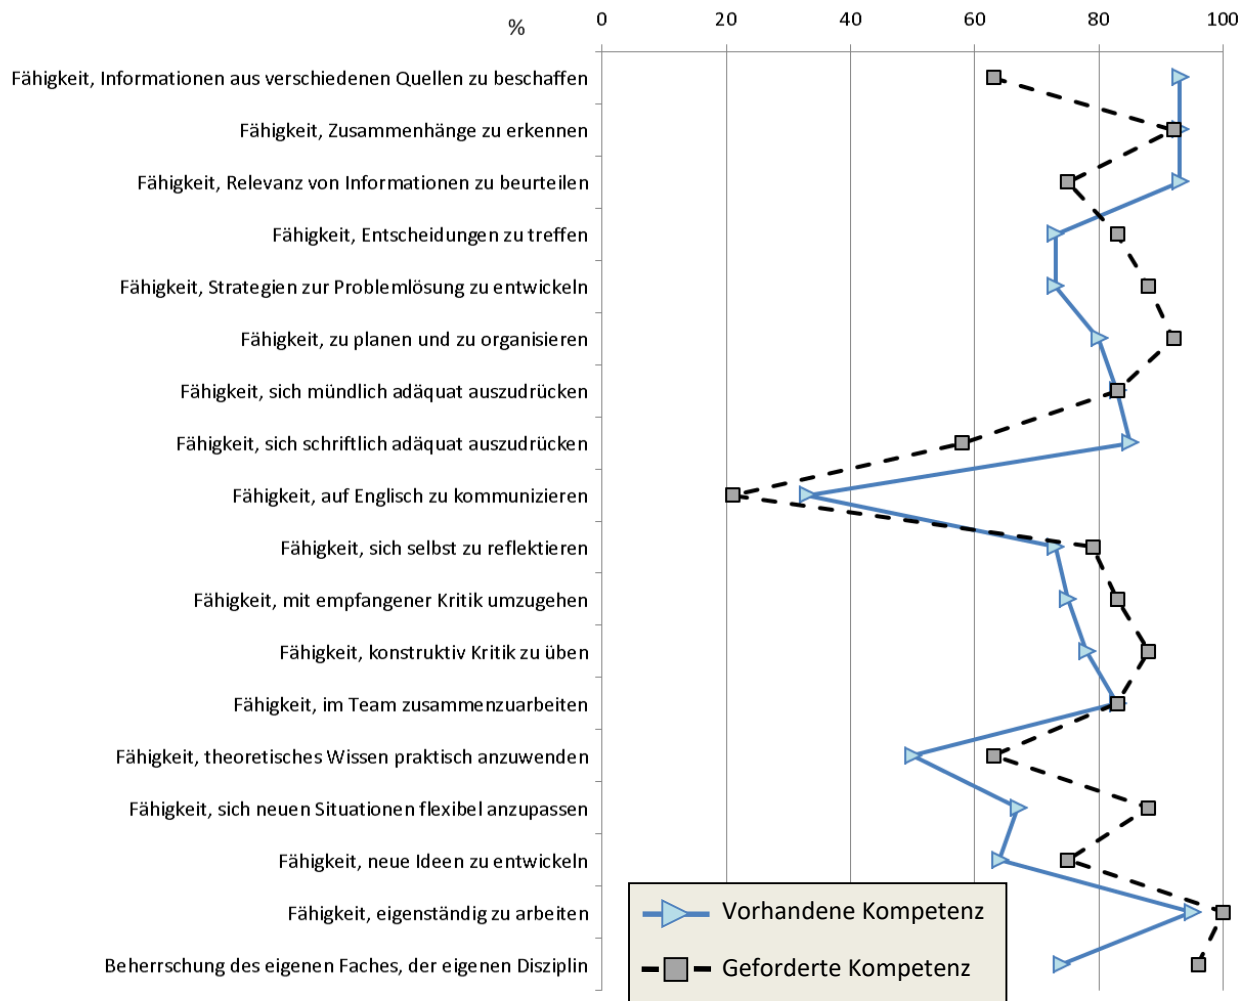 % 0 20 40 60 80 100
Fähigkeit, Informationen aus verschiedenen Quellen zu beschaffen
Fähigkeit, Zusammenhänge zu erkennen
Fähigkeit, Relevanz von Informationen zu beurteilen
Fähigkeit, Entscheidungen zu treffen
Fähigkeit, Strategien zur Problemlösung zu entwickeln
Fähigkeit, zu planen und zu organisieren
Fähigkeit, sich mündlich adäquat auszudrücken
Fähigkeit, sich schriftlich adäquat auszudrücken
Fähigkeit, auf Englisch zu kommunizieren
Fähigkeit, sich selbst zu reflektieren
Fähigkeit, mit empfangener Kritik umzugehen
Fähigkeit, konstruktiv Kritik zu üben
Fähigkeit, im Team zusammenzuarbeiten
Fähigkeit, theoretisches Wissen praktisch anzuwenden
Fähigkeit, sich neuen Situationen flexibel anzupassen
Fähigkeit, neue Ideen zu entwickeln
Fähigkeit, eigenständig zu arbeiten
Beherrschung des eigenen Faches, der eigenen Disziplin
Vorhandene Kompetenz
Geforderte Kompetenz